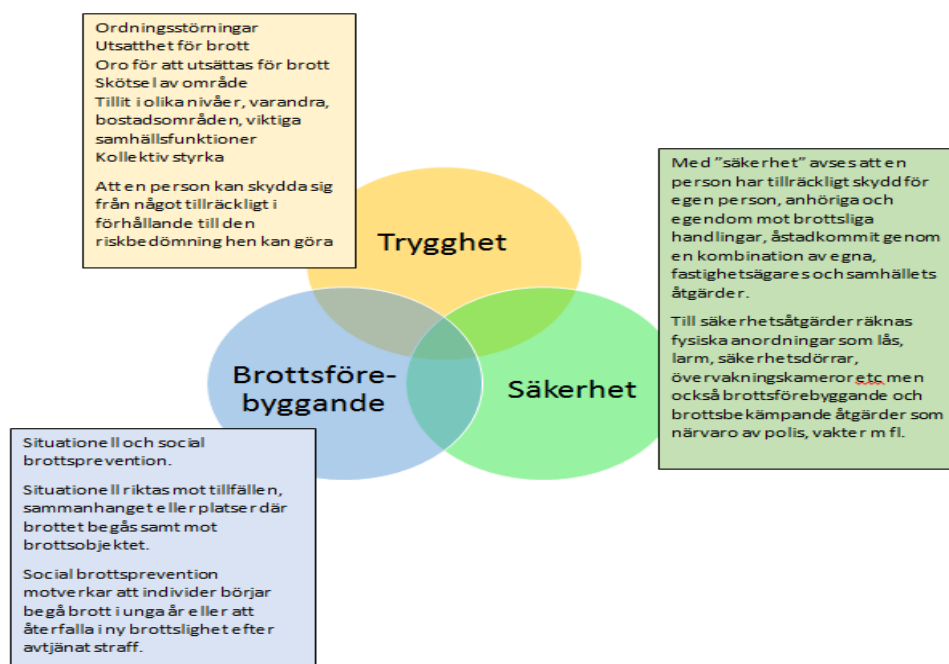 Ordningsstörningar
Utsatthet för brott
Oro för att utsättas för brott
Skötsel av område
Tillit i olika nivåer, varandra,
bostadsområden, viktiga
samhällsfunktioner
Kollektiv styrka
Att en person kan skydda sig
från något tillräckligt i
förhållande till den
riskbedömning hen kan göra
Trygghet
Med ”säkerhet” avses att en
person har tillräckligt skydd för
egen person, anhöriga och
egendom mot brottsliga
handlingar, åstadkommit genom
en kombination av egna,
fastighetsägares och samhällets
åtgärder.
Till säkerhetsåtgärder räknas
fysiska anordningar som lås,
larm, säkerhetsdörrar,
övervakningskameror etc men
också brottsförebyggande och
brottsbekämpande åtgärder som
närvaro av polis, vakter m fl.
Brottsföre-
byggande
Säkerhet
Situationell och social
brottsprevention.
Situationell riktas mot tillfällen,
sammanhanget eller platser där
brottet begås samt mot
brottsobjektet.
Social brottsprevention
motverkar att individer börjar
begå brott i unga år eller att
återfalla i ny brottslighet efter
avtjänat straff.